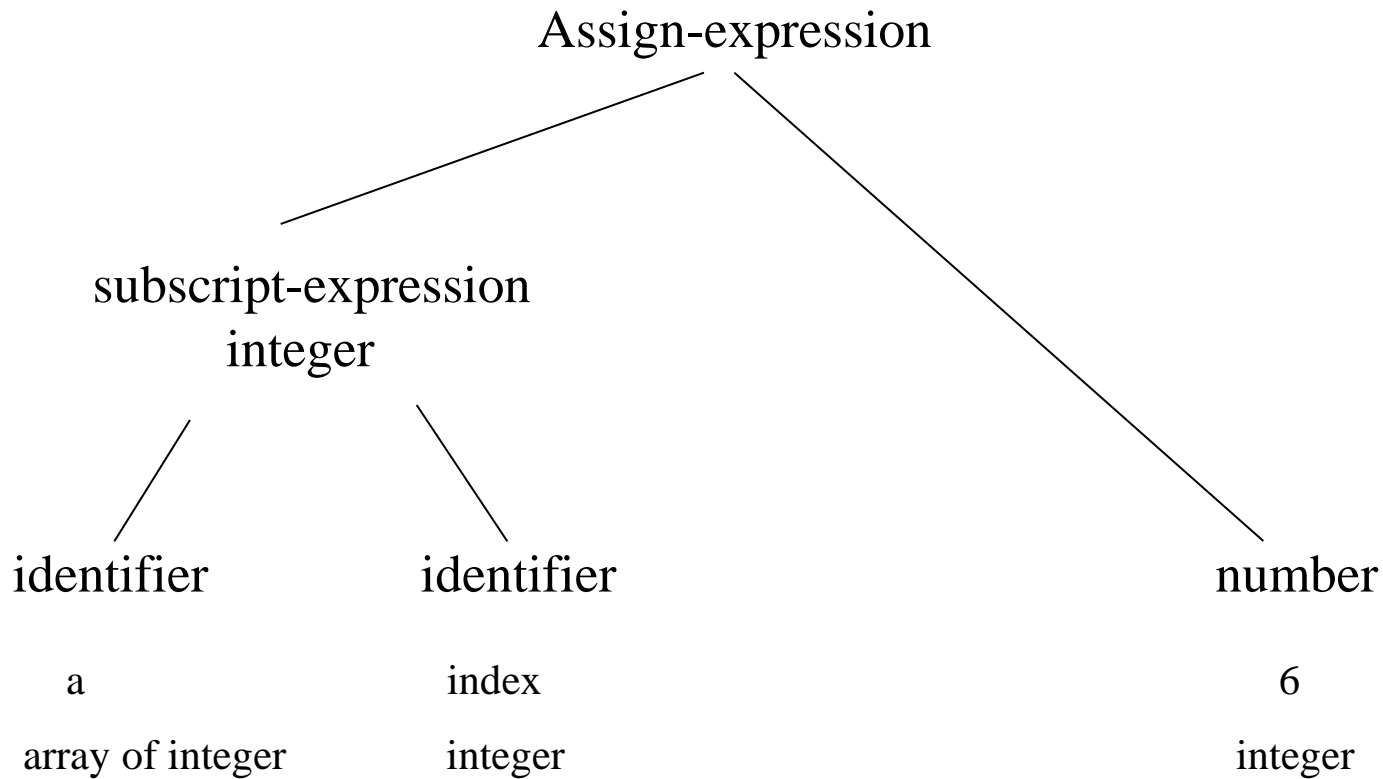 Assign-expression
subscript-expression
integer
identifier identifier number
a index 6
array of integer integer integer